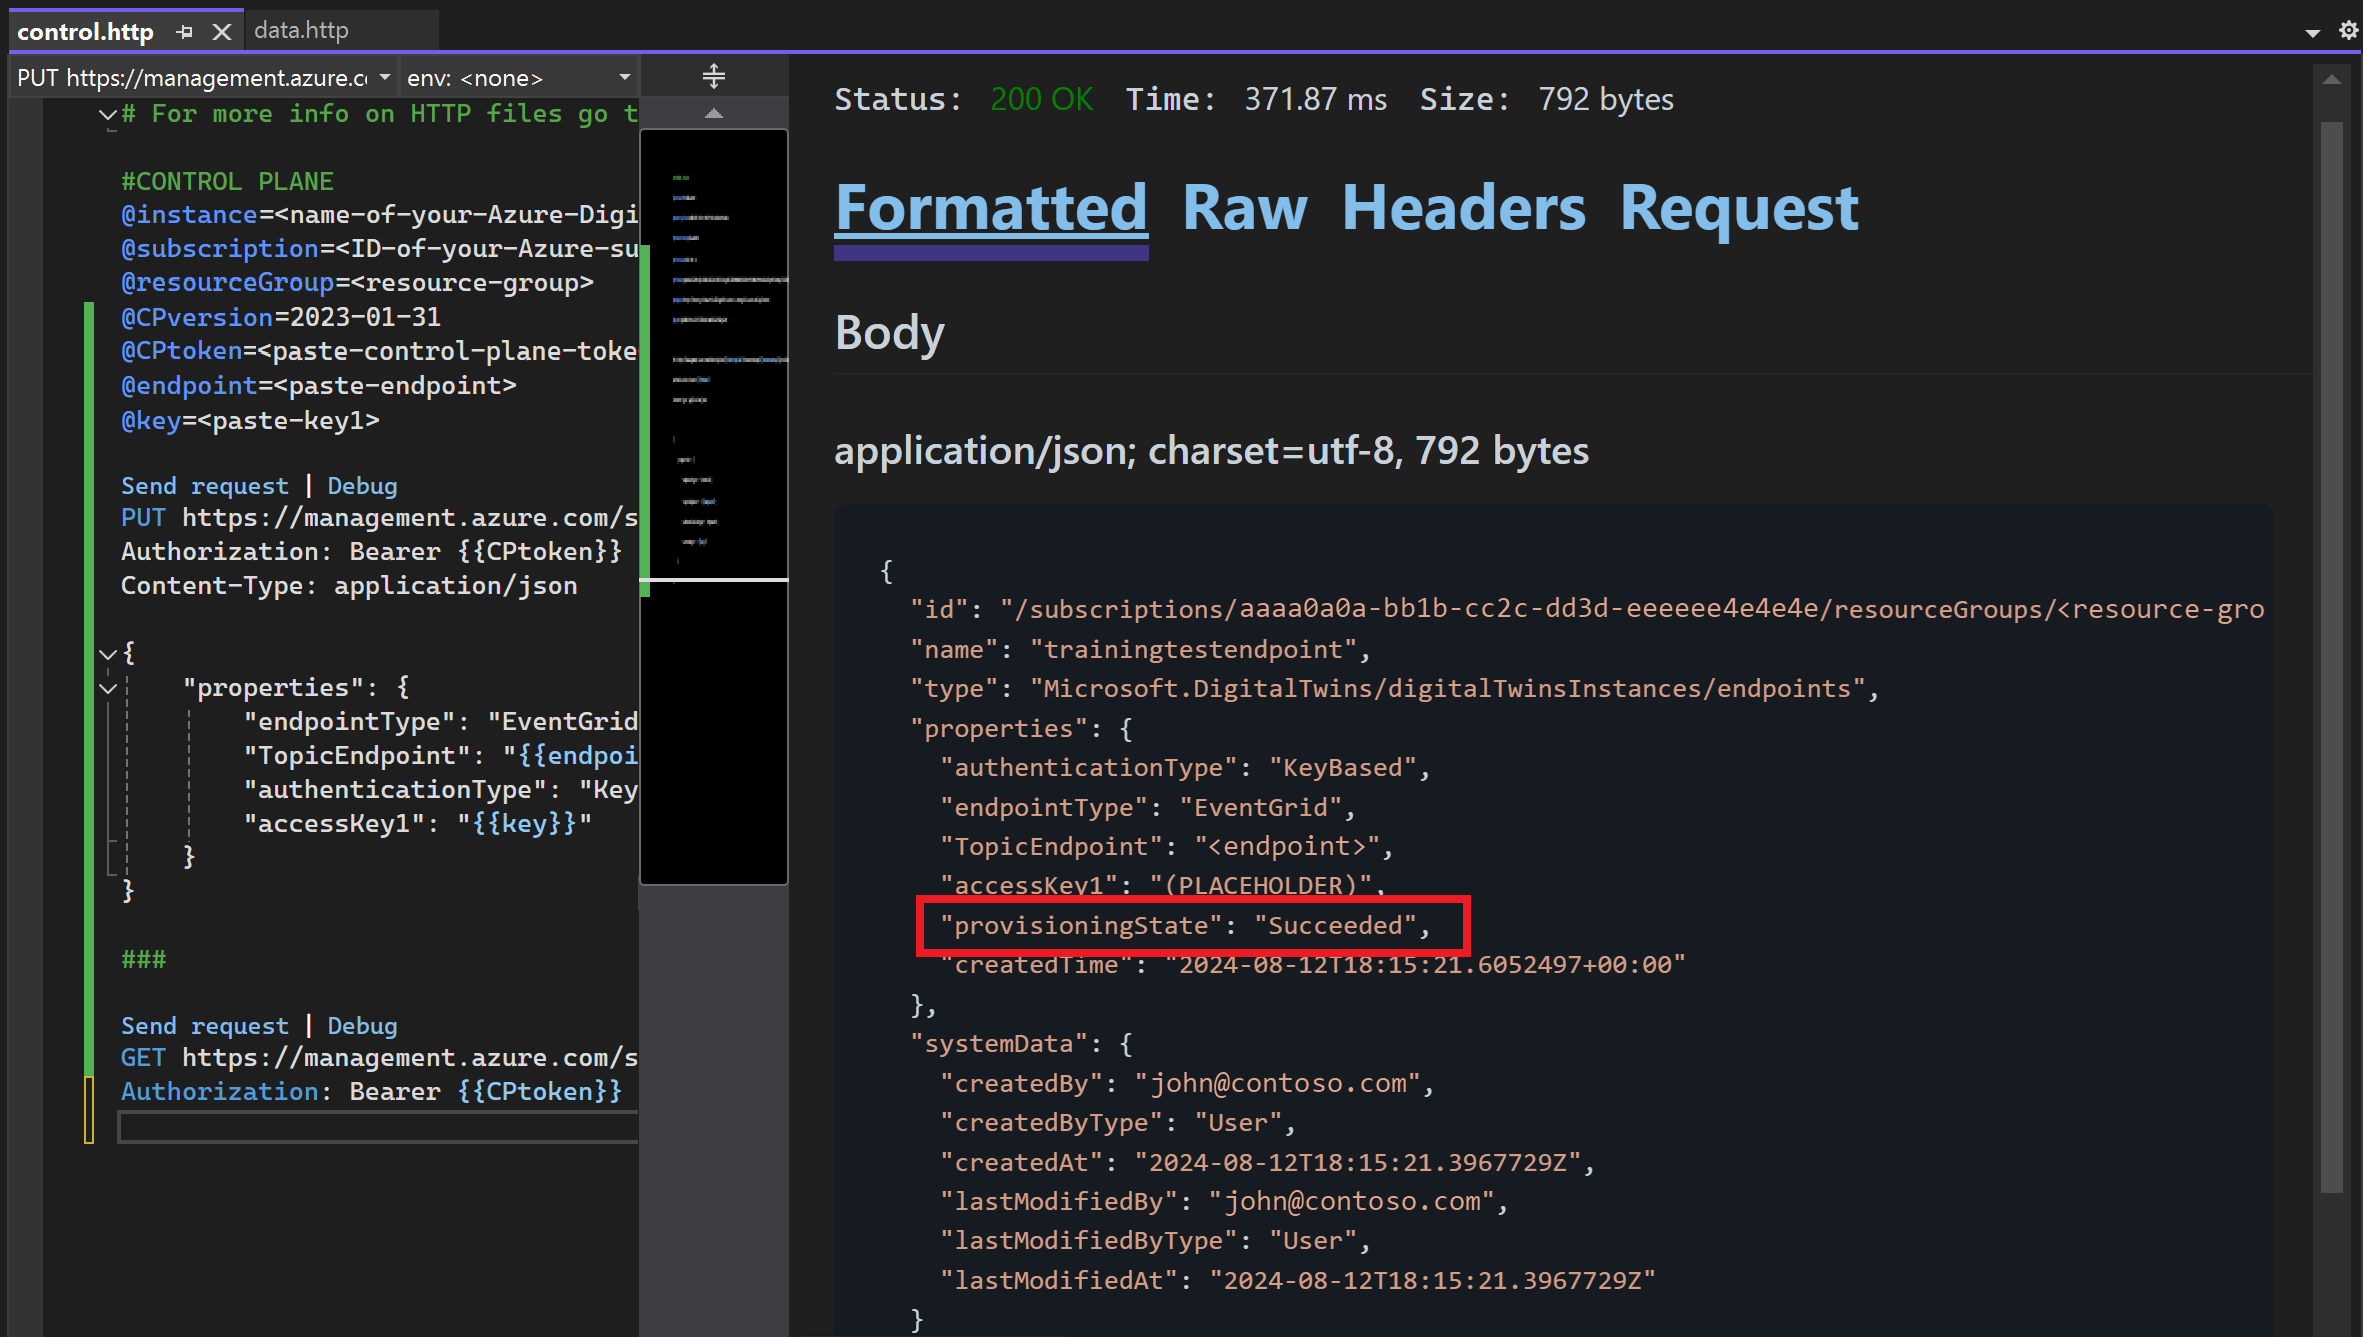 control.http
data.http
PUT https://management.azure.c
env: <none>
# For more info on HTTP files go t
#CONTROL PLANE
@instance=<name-of-your-Azure-Digi
@subscription=<ID-of-your-Azure-su
@resourceGroup=<resource-group>
@CPversion=2023-01-31
@CPtoken=<paste-control-plane-toke
@endpoint=<paste-endpoint>
@key=<paste-key1>
Send request | Debug
PUT https://management.azure.com/s
Authorization: Bearer {{CPtoken}}
Content-Type: application/json
{
"properties": {
"endpointType": "EventGrid
"TopicEndpoint": "{{endpoi
"authenticationType": "Key
"accessKey1": "{{key}}"
}
}
###
Send request | Debug
GET https://management.azure.com/s
Authorization: Bearer {{CPtoken}}
Status: 200 OK Time: 371.87 ms Size: 792 bytes
Formatted Raw Headers Request
Body
application/json; charset=utf-8, 792 bytes
{
"id": "/subscriptions/aaaa0a0a-bb1b-cc2c-dd3d-eeeeee4e4e4e/resourceGroups/<resource-gro
"name": "trainingtestendpoint",
"type": "Microsoft.DigitalTwins/digitalTwinsInstances/endpoints",
"properties": {
"authenticationType": "KeyBased",
"endpointType": "EventGrid",
"TopicEndpoint": "<endpoint>",
"accessKey1": "(PLACEHOLDER)",
"provisioningState": "Succeeded",
"createdTime": "2024-08-12T18:15:21.6052497+00:00"
},
"systemData": {
"createdBy": "john@contoso.com",
"createdByType": "User",
"createdAt": "2024-08-12T18:15:21.3967729Z",
"lastModifiedBy": "john@contoso.com",
"lastModifiedByType": "User",
"lastModifiedAt": "2024-08-12T18:15:21.3967729Z"
}